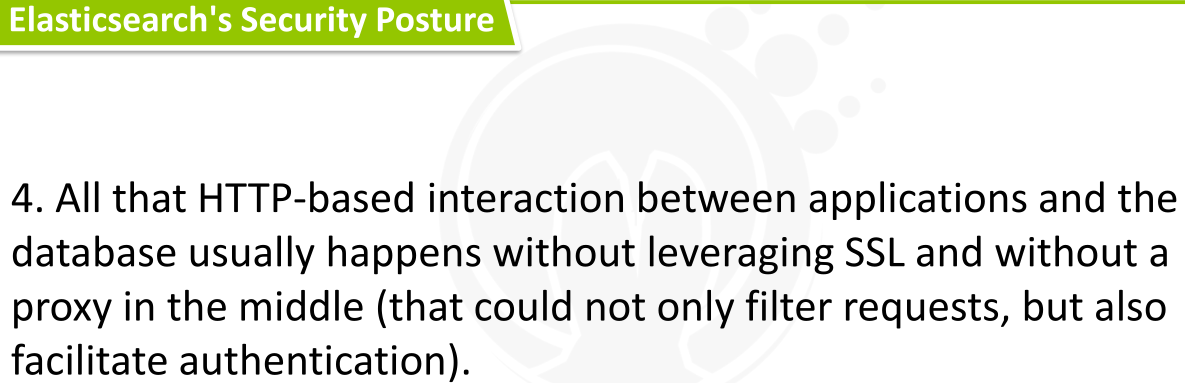 Elasticsearch's Security Posture
4. All that HTTP-based interaction between applications and the
database usually happens without leveraging SSL and without a
proxy in the middle (that could not only filter requests, but also
facilitate authentication).